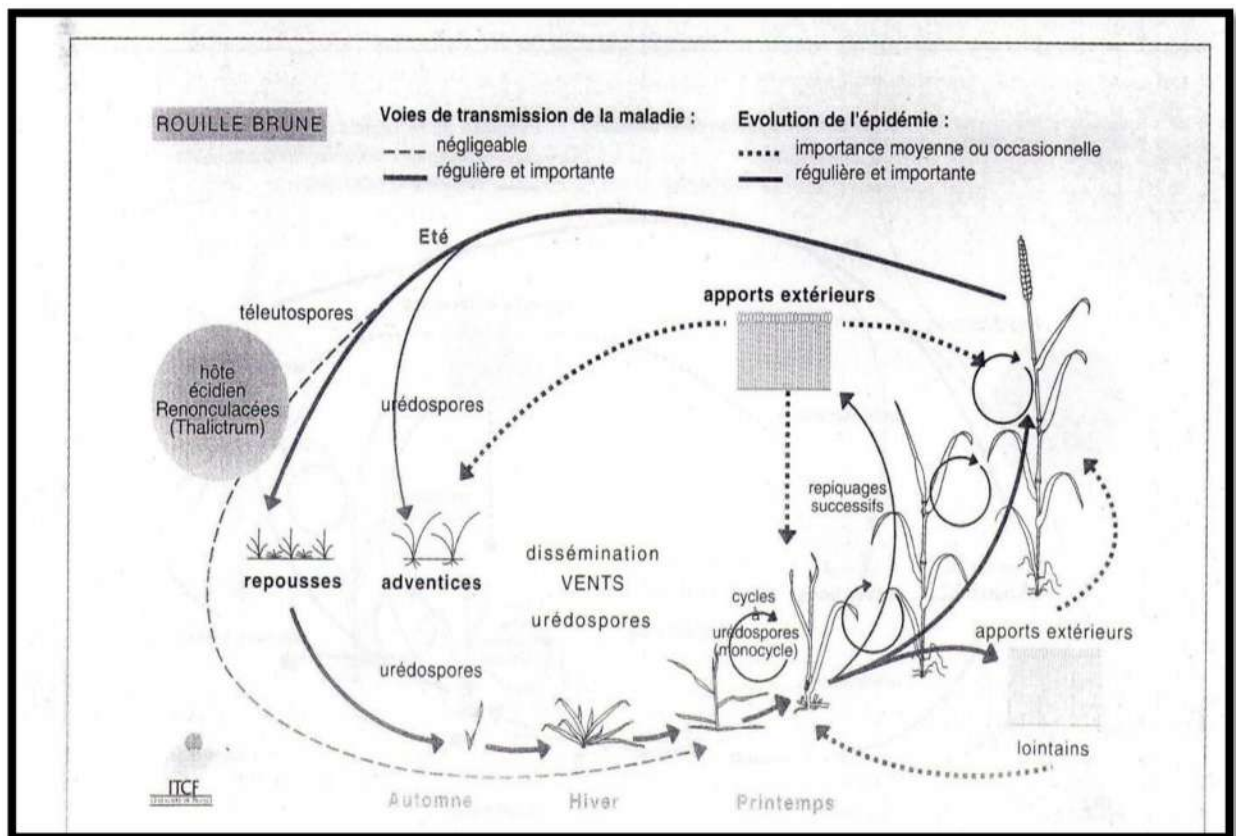 ROUILLE BRUNE
Voies de transmission de la maladie :
négligeable
régulière et importante
Evolution de l'épidémie :
importance moyenne ou occasionnelle
régulière et importante
Eté
téleutospores
apports extérieurs
hôte
écidien
Renonculacées
(Thalictrum)
urédospores
repiquages
successifs
repousses
adventices
dissémination
VENTS
urédospores
cycles
à
urédospores
(monocycle)
apports extérieurs
urédospores
lointains
ITCF
Automne
Hiver
Printemps